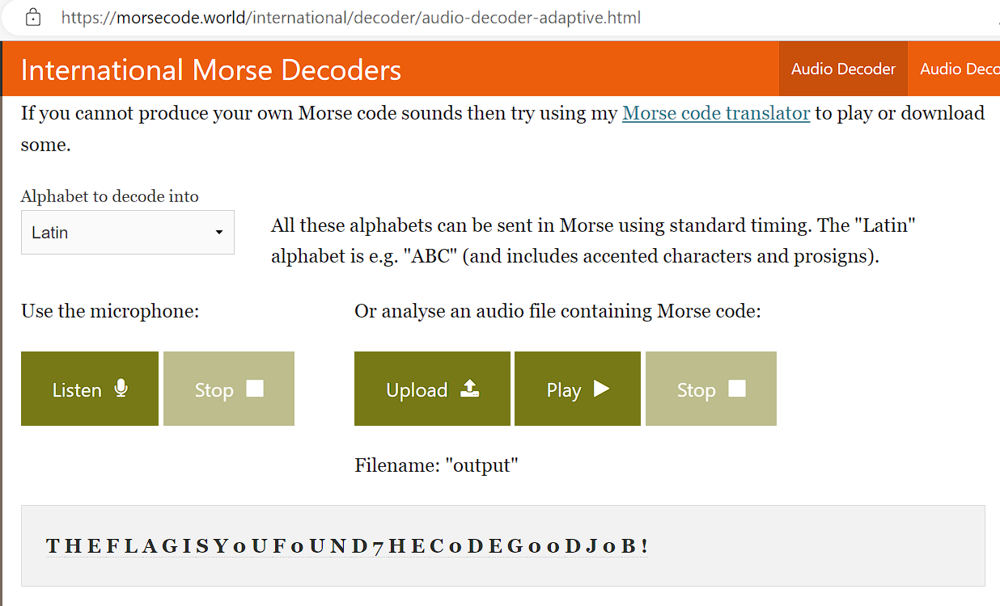 https://morsecode.world/international/decoder/audio-decoder-adaptive.html
International Morse Decoders Audio Decoder Audio Deco
If you cannot produce your own Morse code sounds then try using my Morse code translator to play or download
some.
Alphabet to decode into
Latin
All these alphabets can be sent in Morse using standard timing. The "Latin"
alphabet is e.g. "ABC" (and includes accented characters and prosigns).
Use the microphone:
Or analyse an audio file containing Morse code:
Listen Stop Upload Play Stop
Filename: "output"
T H E F L A G I S Y 0 U F 0 U N D 7 H E C 0 D E G 0 0 D J 0 B !